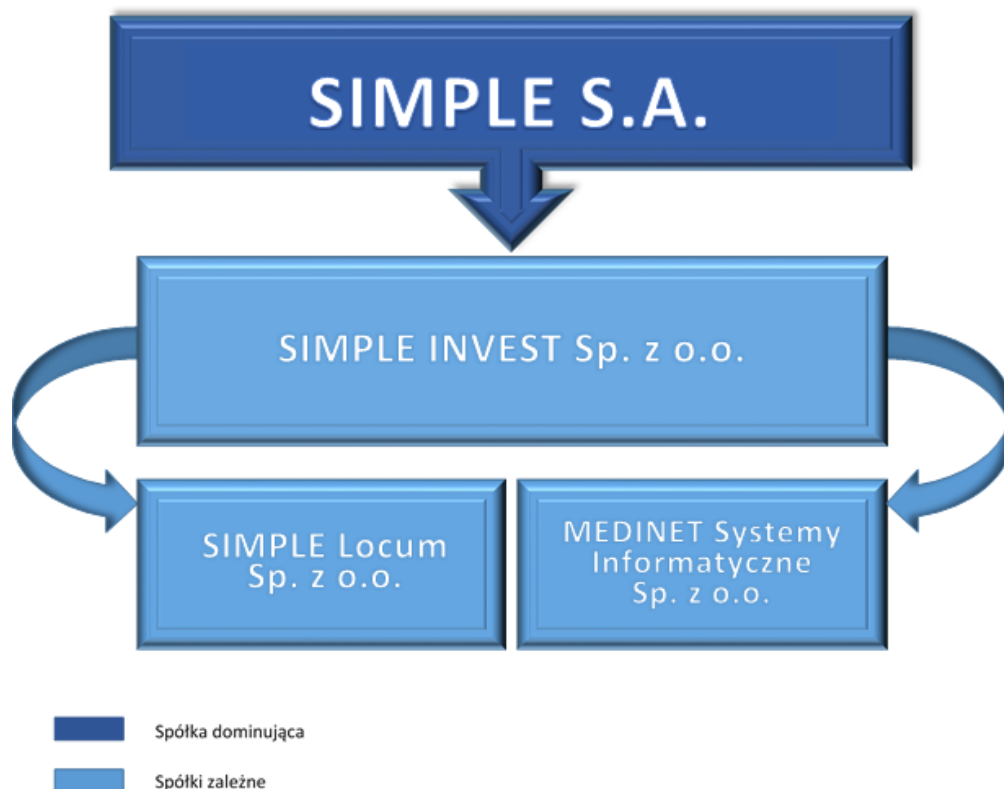 SIMPLE S.A.
SIMPLE INVEST Sp. z o.o.
SIMPLE Locum
Sp. z o.o.
MEDINET Systemy
Informatyczne
Sp. z o.o.
Spółka dominująca
Spółki zależne